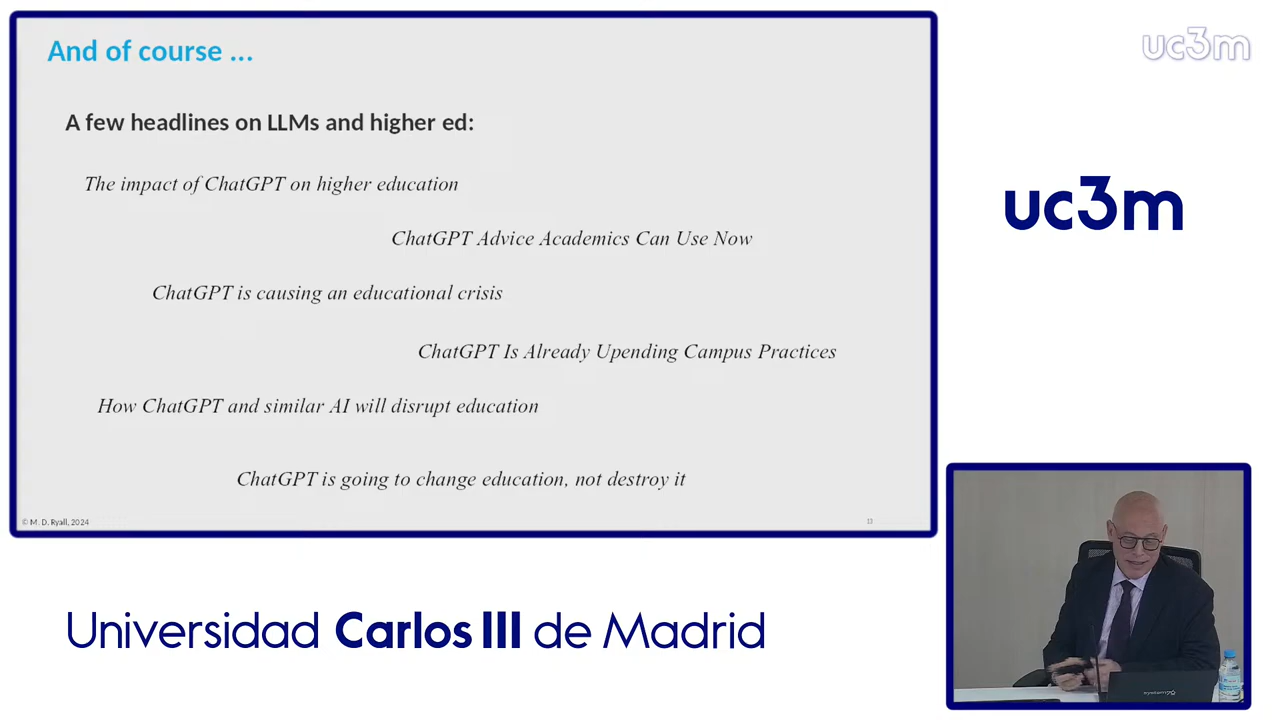 And of course ...
uc3m
A few headlines on LLMs and higher ed:
The impact of ChatGPT on higher education
uc3m
ChatGPT Advice Academics Can Use Now
ChatGPT is causing an educational crisis
ChatGPT Is Already Upending Campus Practices
How ChatGPT and similar AI will disrupt education
ChatGPT is going to change education, not destroy it
© M. D. Ryall, 2024
Universidad Carlos III de Madrid